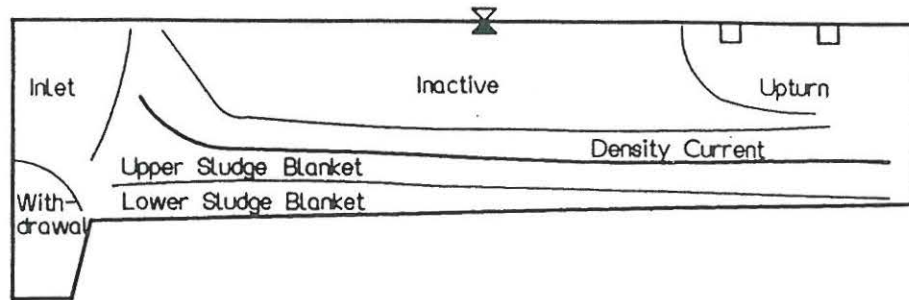 Inlet
Inactive
Upturn
Density Current
Upper Sludge Blanket
Lower Sludge Blanket
With-
drawal